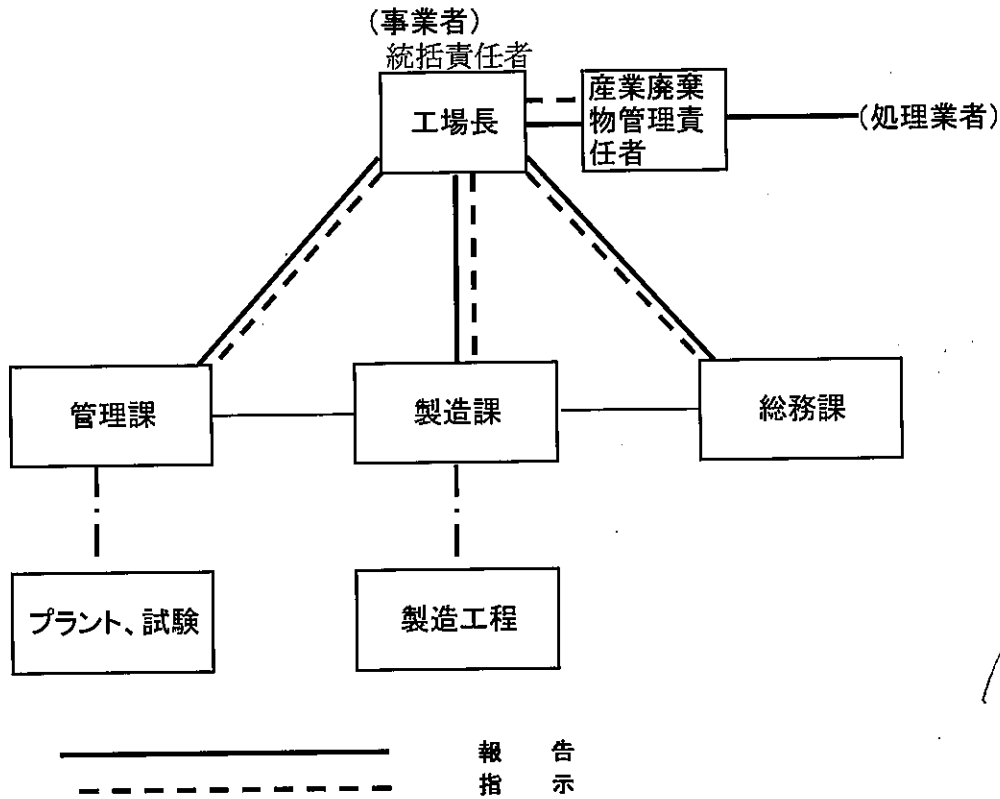 (事業者)
統括責任者
工場長
産業廃棄
物管理責
任者
(処理業者)
管理課
製造課
総務課
プラント、試験
製造工程
報 告
指 示